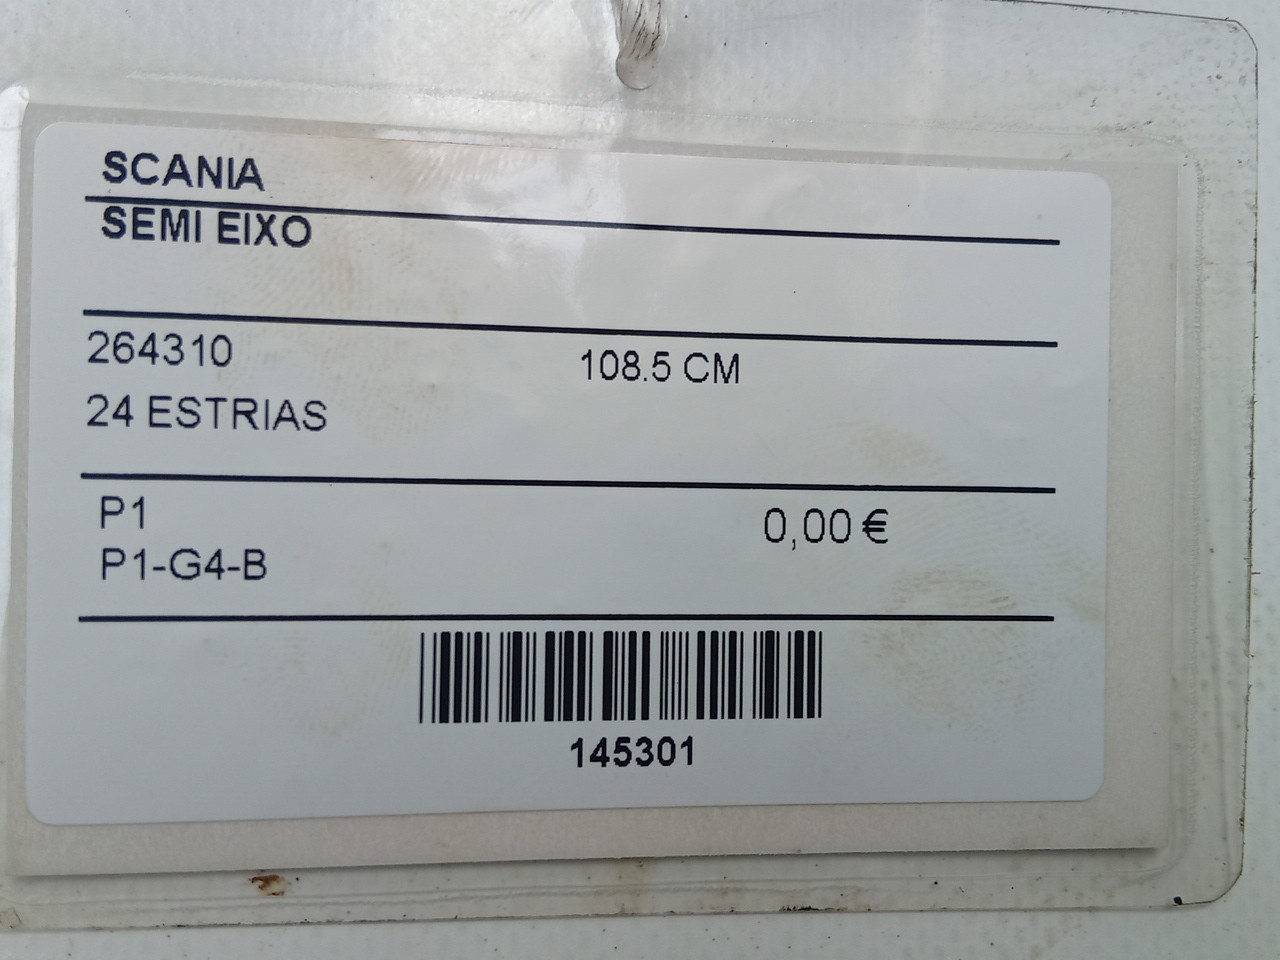 SCANIA
SEMI EIXO
264310 108.5 CM
24 ESTRIAS
P1 0,00 €
P1-G4-B
145301